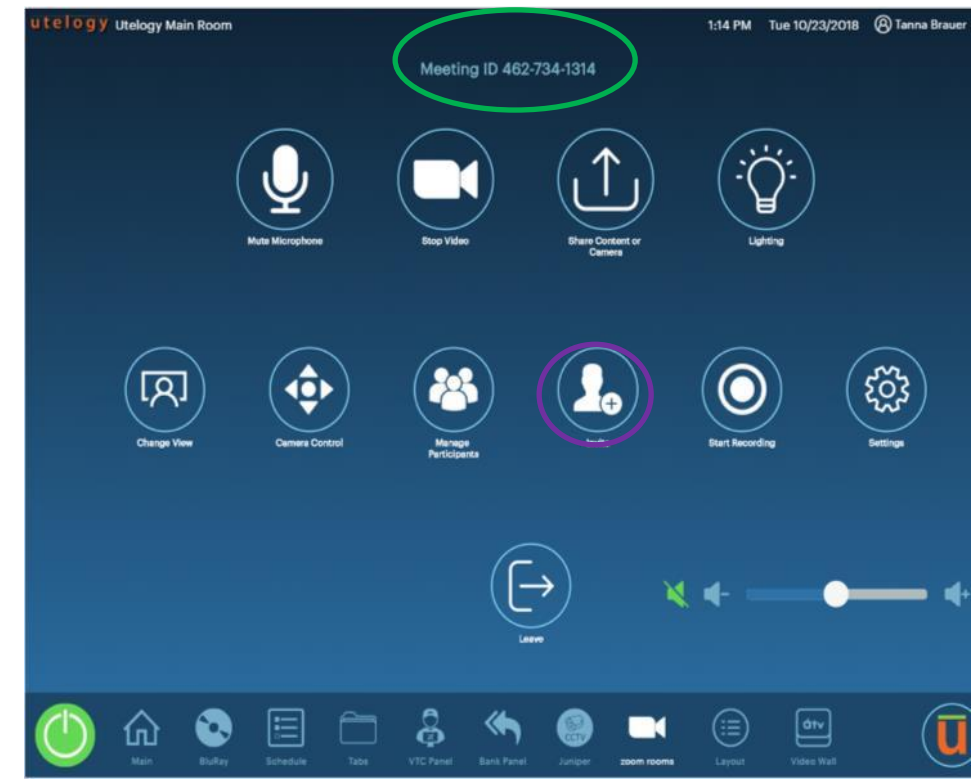 utelogy Utelogy Main Room 1:14 PM Tue 10/23/2018 Tanna Brauer
Meeting ID 462-734-1314
Mute Microphone Stop Video Share Content or Camera Lighting
Change View Camera Control Manage Participants Start Recording Settings
Leave
CCTV àtv ū
Main BluRay Schedule Tabs VTC Panel Bank Panel Juniper zoom rooms Layout Video Wall